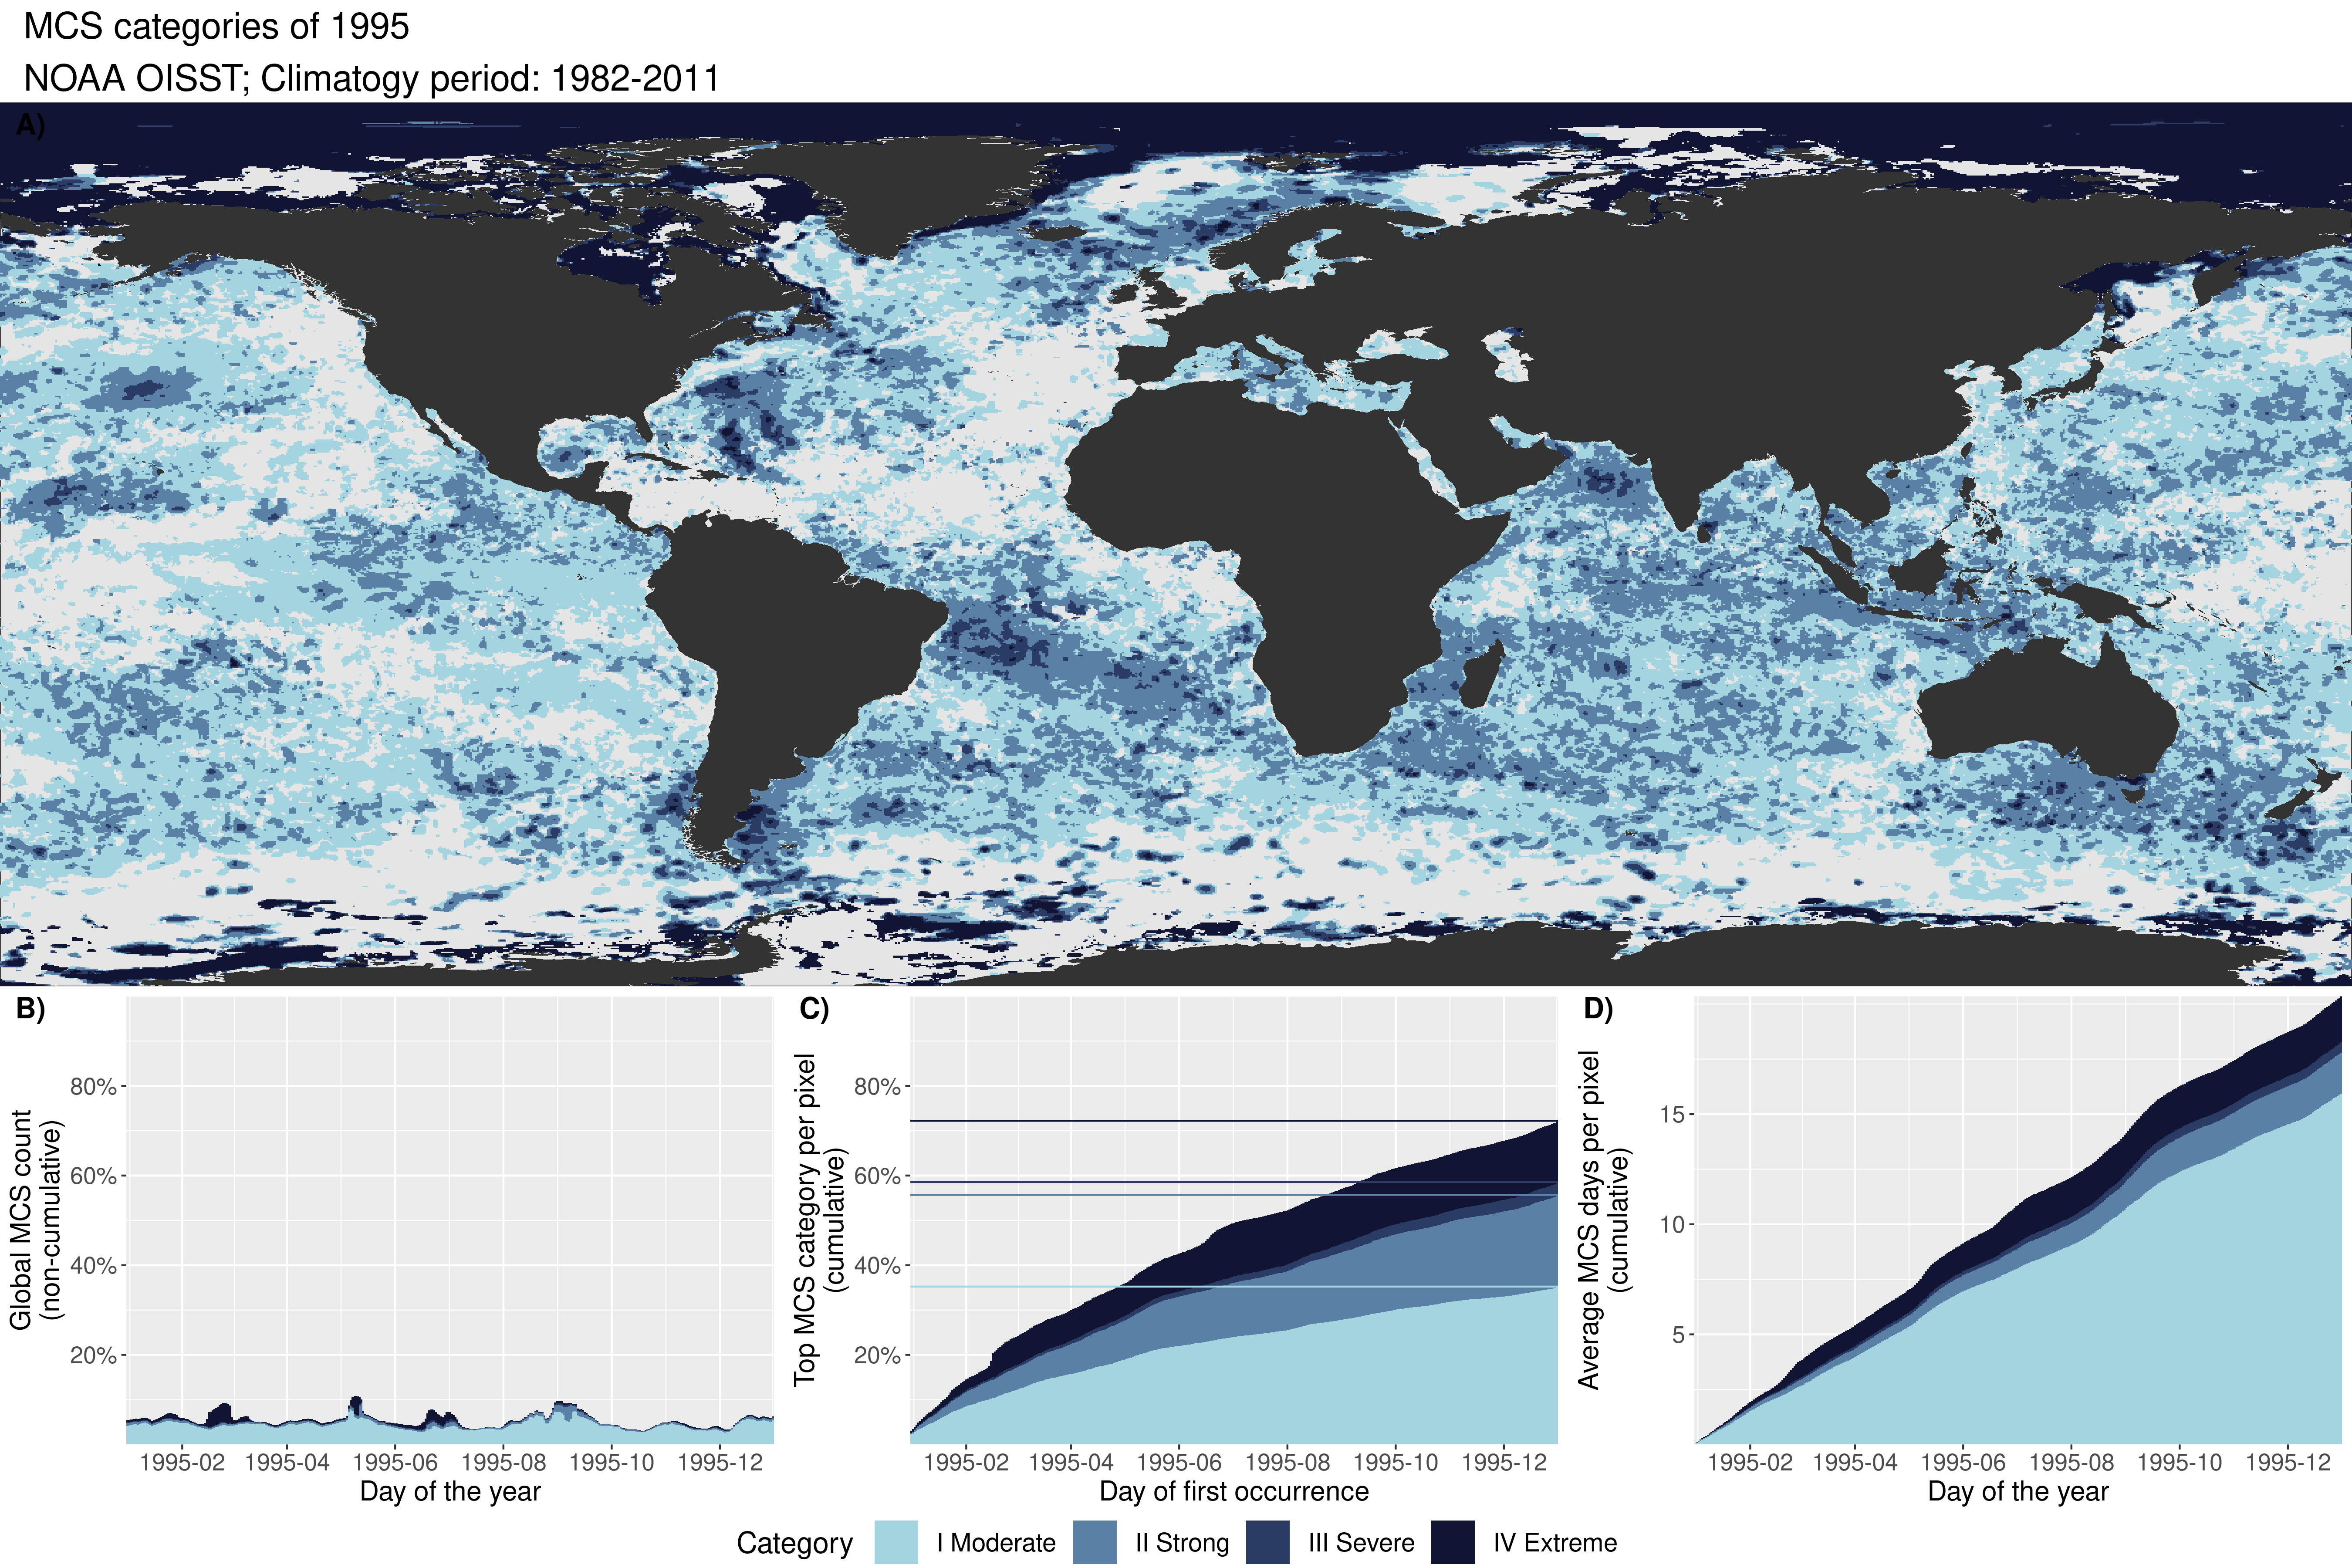 MCS categories of 1995
NOAA OISST; Climatogy period: 1982-2011
A)
B)
Global MCS count
(non-cumulative)
80%
60%
40%
20%
1995-02 1995-04 1995-06 1995-08 1995-10 1995-12
Day of the year
C)
Top MCS category per pixel
(cumulative)
80%
60%
40%
20%
1995-02 1995-04 1995-06 1995-08 1995-10 1995-12
Day of first occurrence
D)
Average MCS days per pixel
(cumulative)
15
10
5
1995-02 1995-04 1995-06 1995-08 1995-10 1995-12
Day of the year
Category I Moderate II Strong III Severe IV Extreme